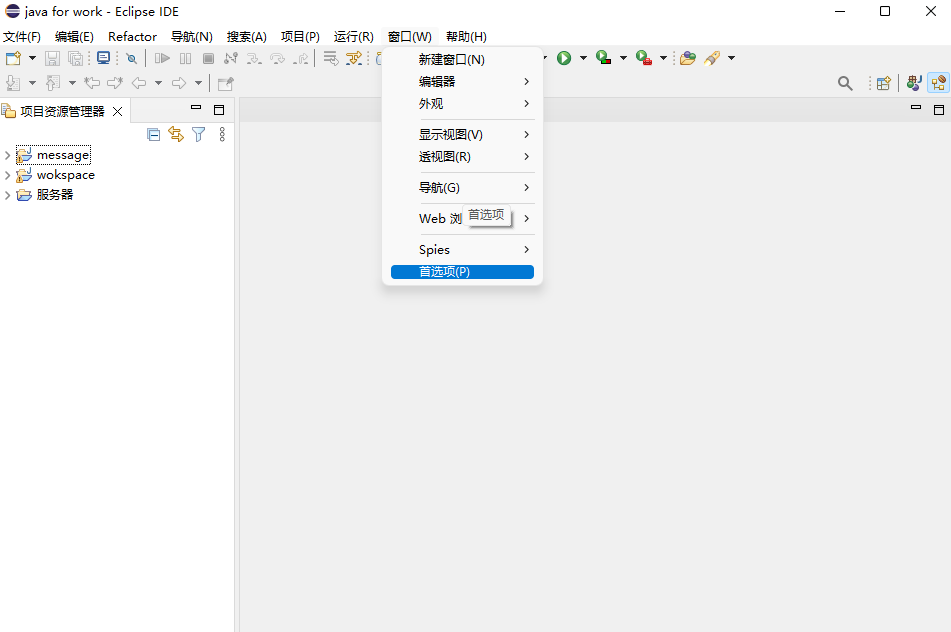 java for work - Eclipse IDE
文件(F) 编辑(E) Refactor 导航(N) 搜索(A) 项目(P) 运行(R) 窗口(W) 帮助(H)
新建窗口(N)
编辑器
外观
显示视图(V)
透视图(R)
导航(G)
Web 浏
首选项
Spies
首选项(P)
项目资源管理器
message
wokspace
服务器